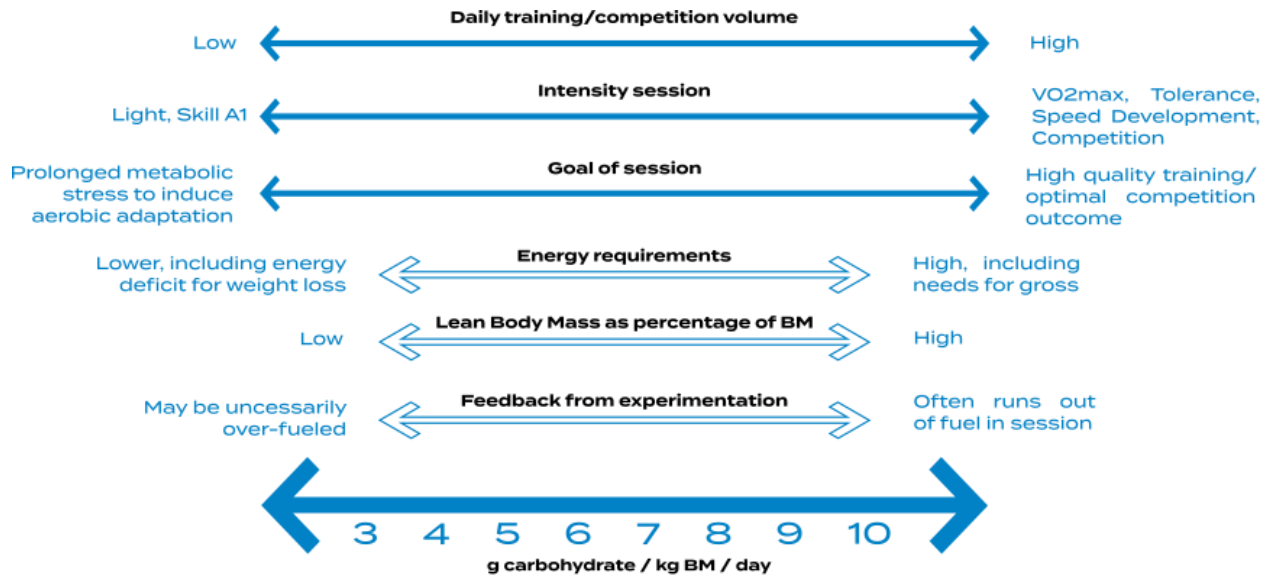 Daily training/competition volume
Low
High
Intensity session
Light, Skill A1
VO2max, Tolerance,
Speed Development,
Competition
Goal of session
Prolonged metabolic
stress to induce
aerobic adaptation
High quality training/
optimal competition
outcome
Energy requirements
Lower, including energy
deficit for weight loss
High, including
needs for gross
Lean Body Mass as percentage of BM
Low
High
Feedback from experimentation
May be uncessarily
over-fueled
Often runs out
of fuel in session
3 4 5 6 7 8 9 10
g carbohydrate / kg BM / day